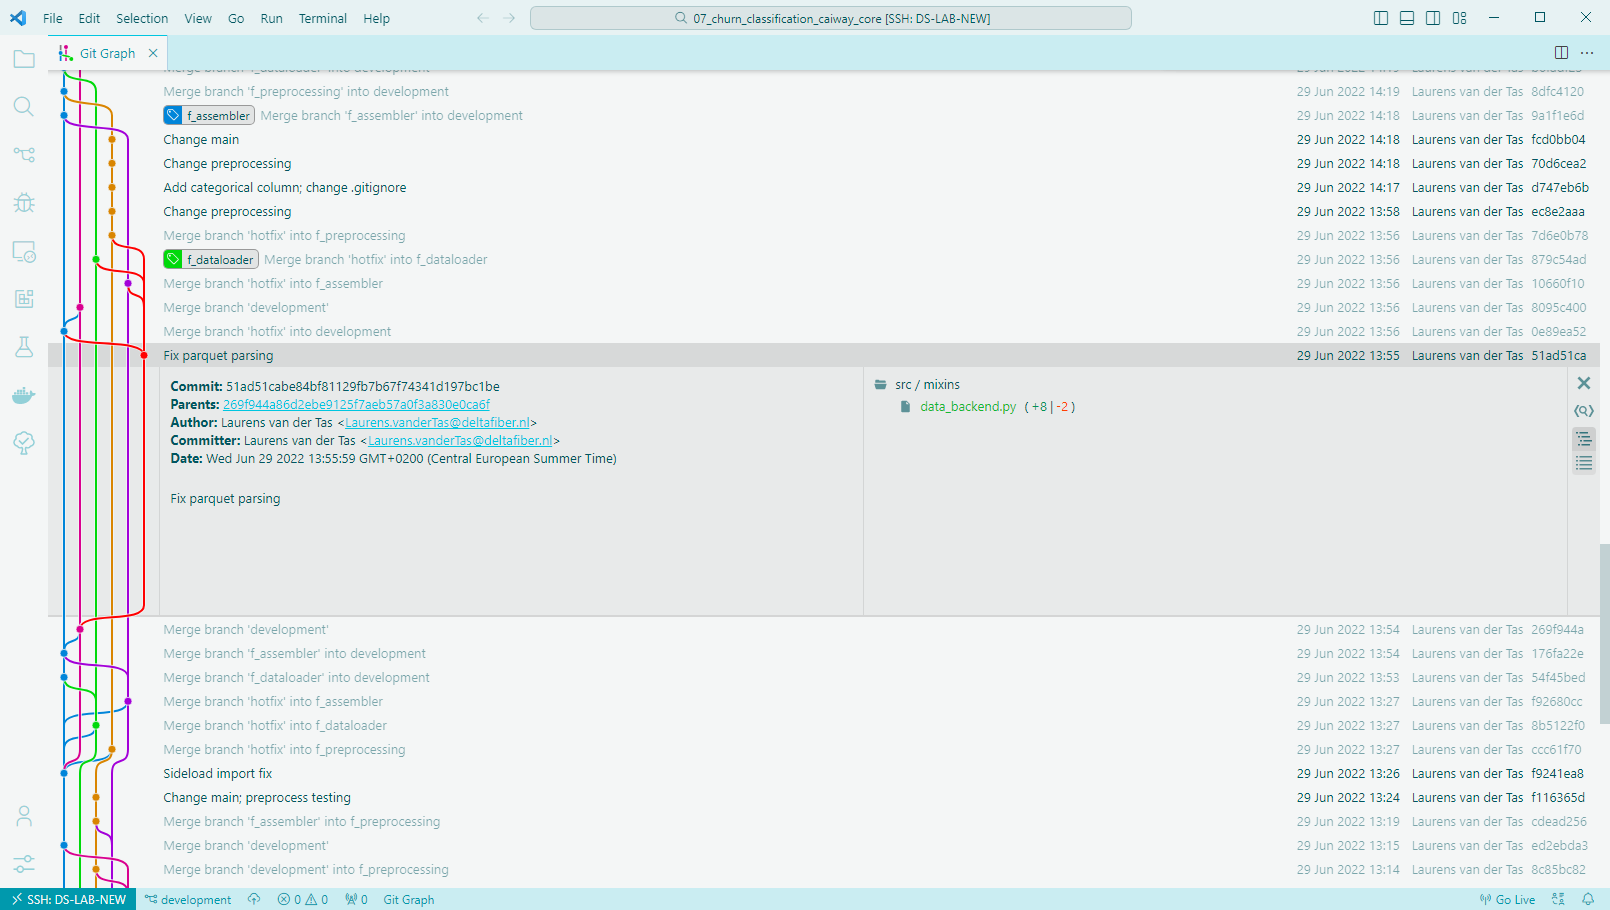 File Edit Selection View Go Run Terminal Help 07_churn_classification_caiway_core [SSH: DS-LAB-NEW]
Git Graph
Merge branch 'f_dataloader' into development
Merge branch 'f_preprocessing' into development 29 Jun 2022 14:19 Laurens van der Tas 8dfc4120
f_assembler Merge branch 'f_assembler' into development 29 Jun 2022 14:18 Laurens van der Tas 9a1f1e6d
Change main 29 Jun 2022 14:18 Laurens van der Tas fcd0bb04
Change preprocessing 29 Jun 2022 14:18 Laurens van der Tas 70d6cea2
Add categorical column; change .gitignore 29 Jun 2022 14:17 Laurens van der Tas d747eb6b
Change preprocessing 29 Jun 2022 13:58 Laurens van der Tas ec8e2aaa
Merge branch 'hotfix' into f_preprocessing 29 Jun 2022 13:56 Laurens van der Tas 7d6e0b78
f_dataloader Merge branch 'hotfix' into f_dataloader 29 Jun 2022 13:56 Laurens van der Tas 879c54ad
Merge branch 'hotfix' into f_assembler 29 Jun 2022 13:56 Laurens van der Tas 10660f10
Merge branch 'development' 29 Jun 2022 13:56 Laurens van der Tas 8095c400
Merge branch 'hotfix' into development 29 Jun 2022 13:56 Laurens van der Tas 0e89ea52
Fix parquet parsing 29 Jun 2022 13:55 Laurens van der Tas 51ad51ca
Commit: 51ad51cabe84bf81129fb7b67f74341d197bc1be
Parents: 269f944a86d2ebe9125f7aeb57a0f3a830e0ca6f
Author: Laurens van der Tas <Laurens.vanderTas@deltafiber.nl>
Committer: Laurens van der Tas <Laurens.vanderTas@deltafiber.nl>
Date: Wed Jun 29 2022 13:55:59 GMT+0200 (Central European Summer Time)
Fix parquet parsing
src / mixins
data_backend.py ( +8 | -2 )
Merge branch 'development' 29 Jun 2022 13:54 Laurens van der Tas 269f944a
Merge branch 'f_assembler' into development 29 Jun 2022 13:54 Laurens van der Tas 176fa22e
Merge branch 'f_dataloader' into development 29 Jun 2022 13:53 Laurens van der Tas 54f45bed
Merge branch 'hotfix' into f_assembler 29 Jun 2022 13:27 Laurens van der Tas f92680cc
Merge branch 'hotfix' into f_dataloader 29 Jun 2022 13:27 Laurens van der Tas 8b5122f0
Merge branch 'hotfix' into f_preprocessing 29 Jun 2022 13:27 Laurens van der Tas ccc61f70
Sideload import fix 29 Jun 2022 13:26 Laurens van der Tas f9241ea8
Change main; preprocess testing 29 Jun 2022 13:24 Laurens van der Tas f116365d
Merge branch 'f_assembler' into f_preprocessing 29 Jun 2022 13:19 Laurens van der Tas cdead256
Merge branch 'development' 29 Jun 2022 13:15 Laurens van der Tas ed2ebda3
Merge branch 'development' into f_preprocessing 29 Jun 2022 13:14 Laurens van der Tas 8c85bc82
SSH: DS-LAB-NEW development 0 0 0 Git Graph Go Live